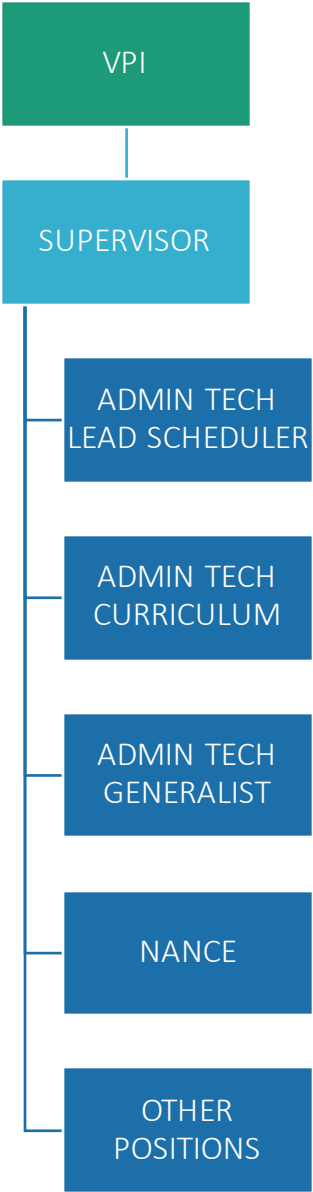 VPI
SUPERVISOR
ADMIN TECH
LEAD SCHEDULER
ADMIN TECH
CURRICULUM
ADMIN TECH
GENERALIST
NANCE
OTHER
POSITIONS